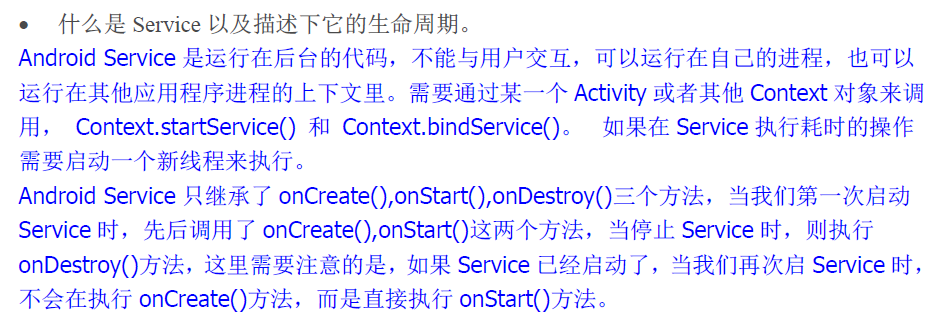 • 什么是 Service 以及描述下它的生命周期。
Android Service 是运行在后台的代码，不能与用户交互，可以运行在自己的进程，也可以
运行在其他应用程序进程的上下文里。需要通过某一个 Activity 或者其他 Context 对象来调
用， Context.startService() 和 Context.bindService()。 如果在 Service 执行耗时的操作
需要启动一个新线程来执行。
Android Service 只继承了 onCreate(),onStart(),onDestroy()三个方法，当我们第一次启动
Service 时，先后调用了 onCreate(),onStart()这两个方法，当停止 Service 时，则执行
onDestroy()方法，这里需要注意的是，如果 Service 已经启动了，当我们再次启 Service 时，
不会在执行 onCreate()方法，而是直接执行 onStart()方法。